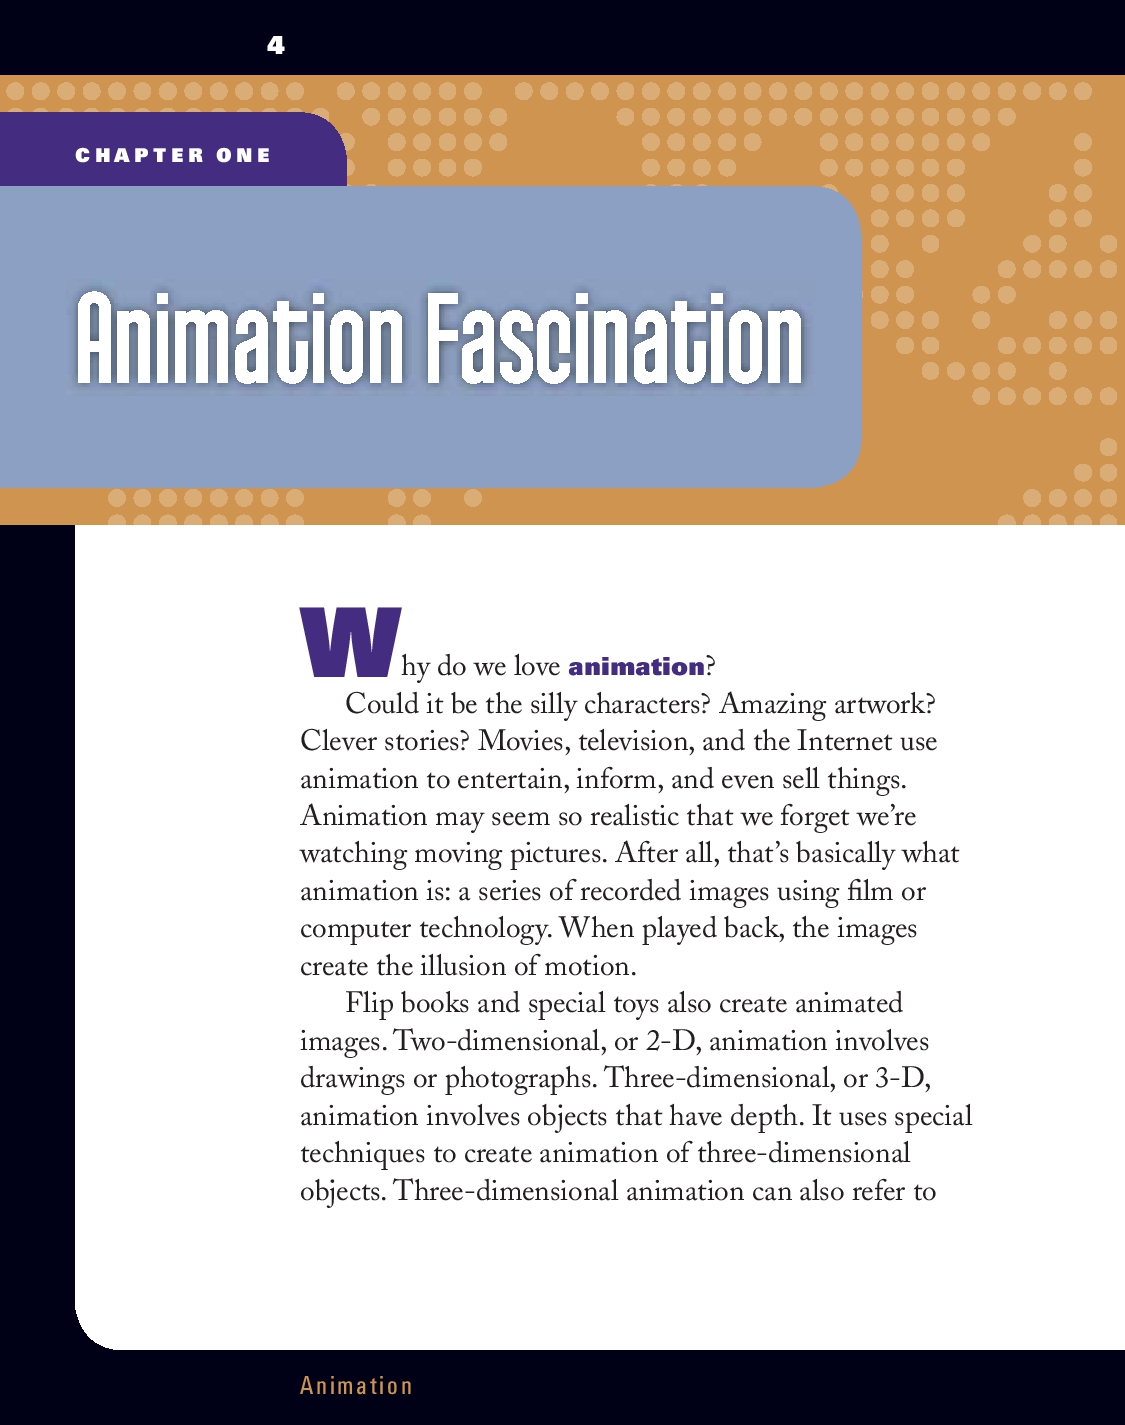 4
CHAPTER ONE
Animation Fascination
Why do we love animation?
Could it be the silly characters? Amazing artwork?
Clever stories? Movies, television, and the Internet use
animation to entertain, inform, and even sell things.
Animation may seem so realistic that we forget we’re
watching moving pictures. After all, that’s basically what
animation is: a series of recorded images using film or
computer technology. When played back, the images
create the illusion of motion.
Flip books and special toys also create animated
images. Two-dimensional, or 2-D, animation involves
drawings or photographs. Three-dimensional, or 3-D,
animation involves objects that have depth. It uses special
techniques to create animation of three-dimensional
objects. Three-dimensional animation can also refer to
Animation